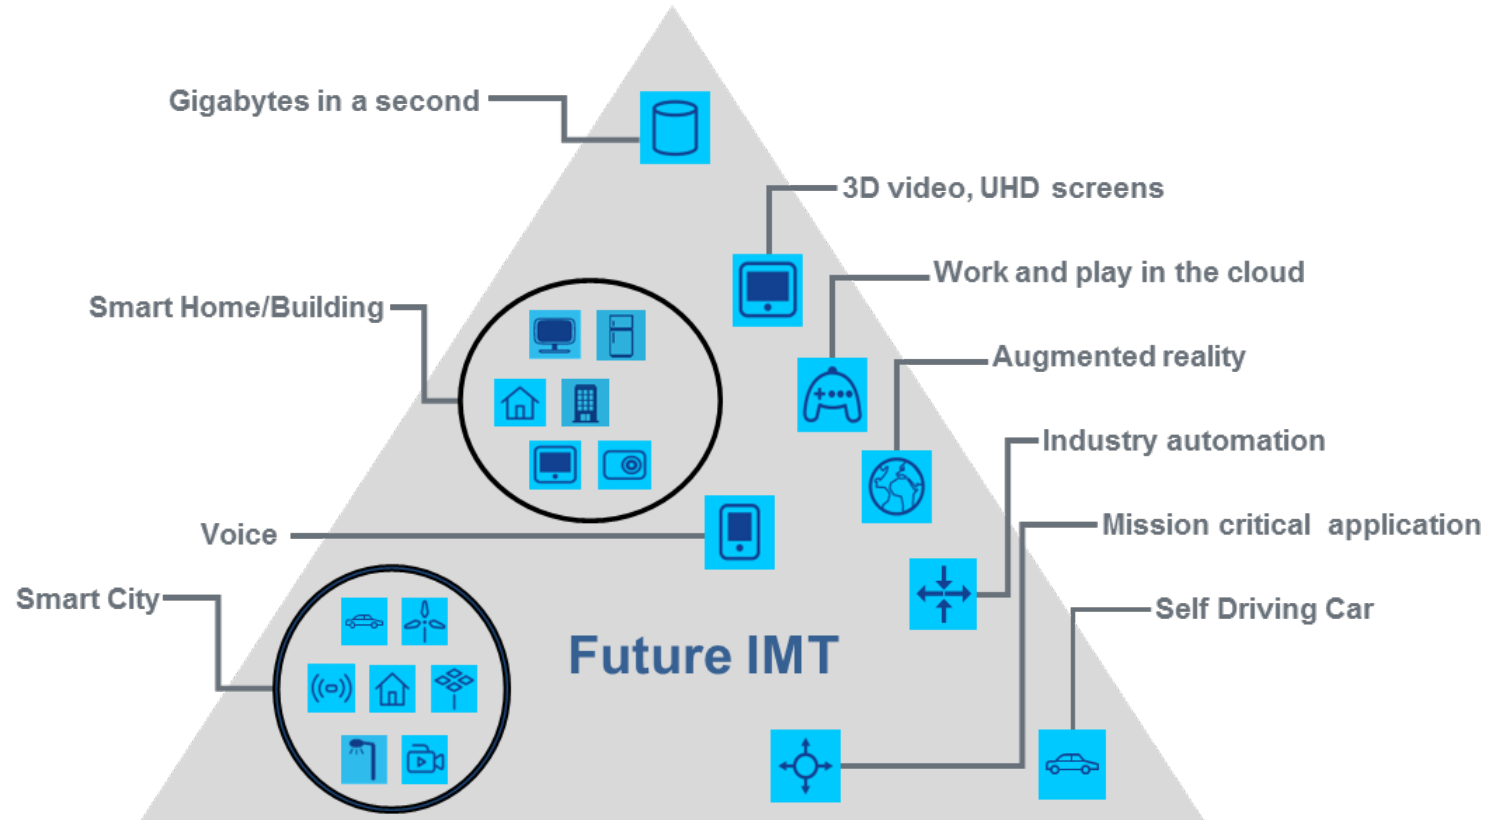 Gigabytes in a second
3D video, UHD screens
Work and play in the cloud
Smart Home/Building
Augmented reality
Industry automation
Mission critical application
Voice
Smart City
Self Driving Car
Future IMT